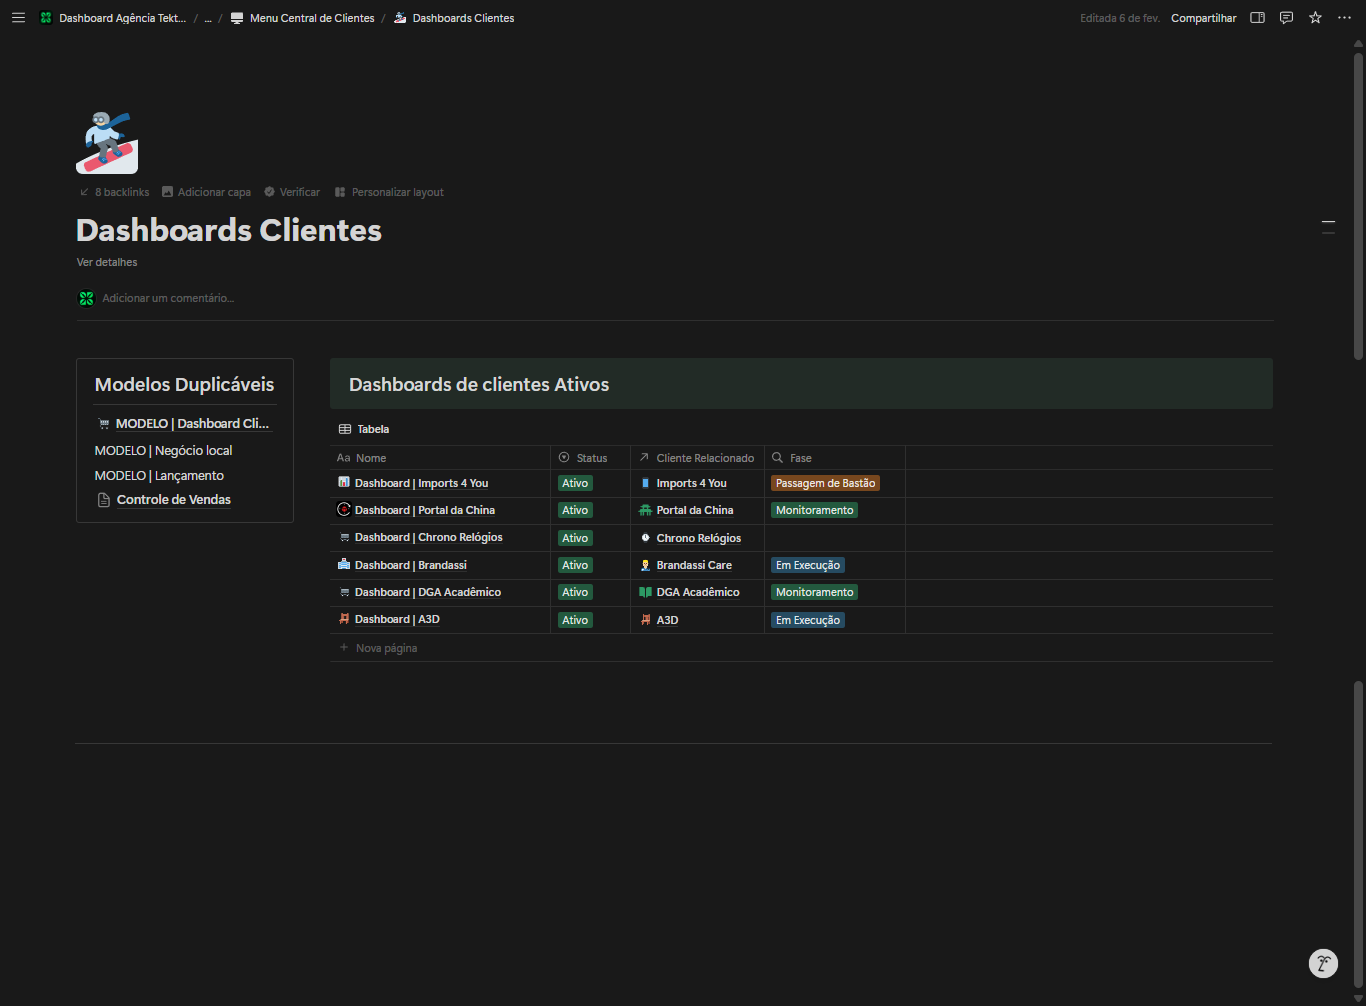 Dashboard Agência Tekt... / ... / Menu Central de Clientes / Dashboards Clientes
Editada 6 de fev. Compartilhar
8 backlinks Adicionar capa Verificar Personalizar layout
Dashboards Clientes
Ver detalhes
Adicionar um comentário...
Modelos Duplicáveis
MODELO | Dashboard Cli...
MODELO | Negócio local
MODELO | Lançamento
Controle de Vendas
Dashboards de clientes Ativos
Tabela
Aa Nome Status Cliente Relacionado Fase
Dashboard | Imports 4 You Ativo Imports 4 You Passagem de Bastão
Dashboard | Portal da China Ativo Portal da China Monitoramento
Dashboard | Chrono Relógios Ativo Chrono Relógios
Dashboard | Brandassi Ativo Brandassi Care Em Execução
Dashboard | DGA Acadêmico Ativo DGA Acadêmico Monitoramento
Dashboard | A3D Ativo A3D Em Execução
+ Nova página